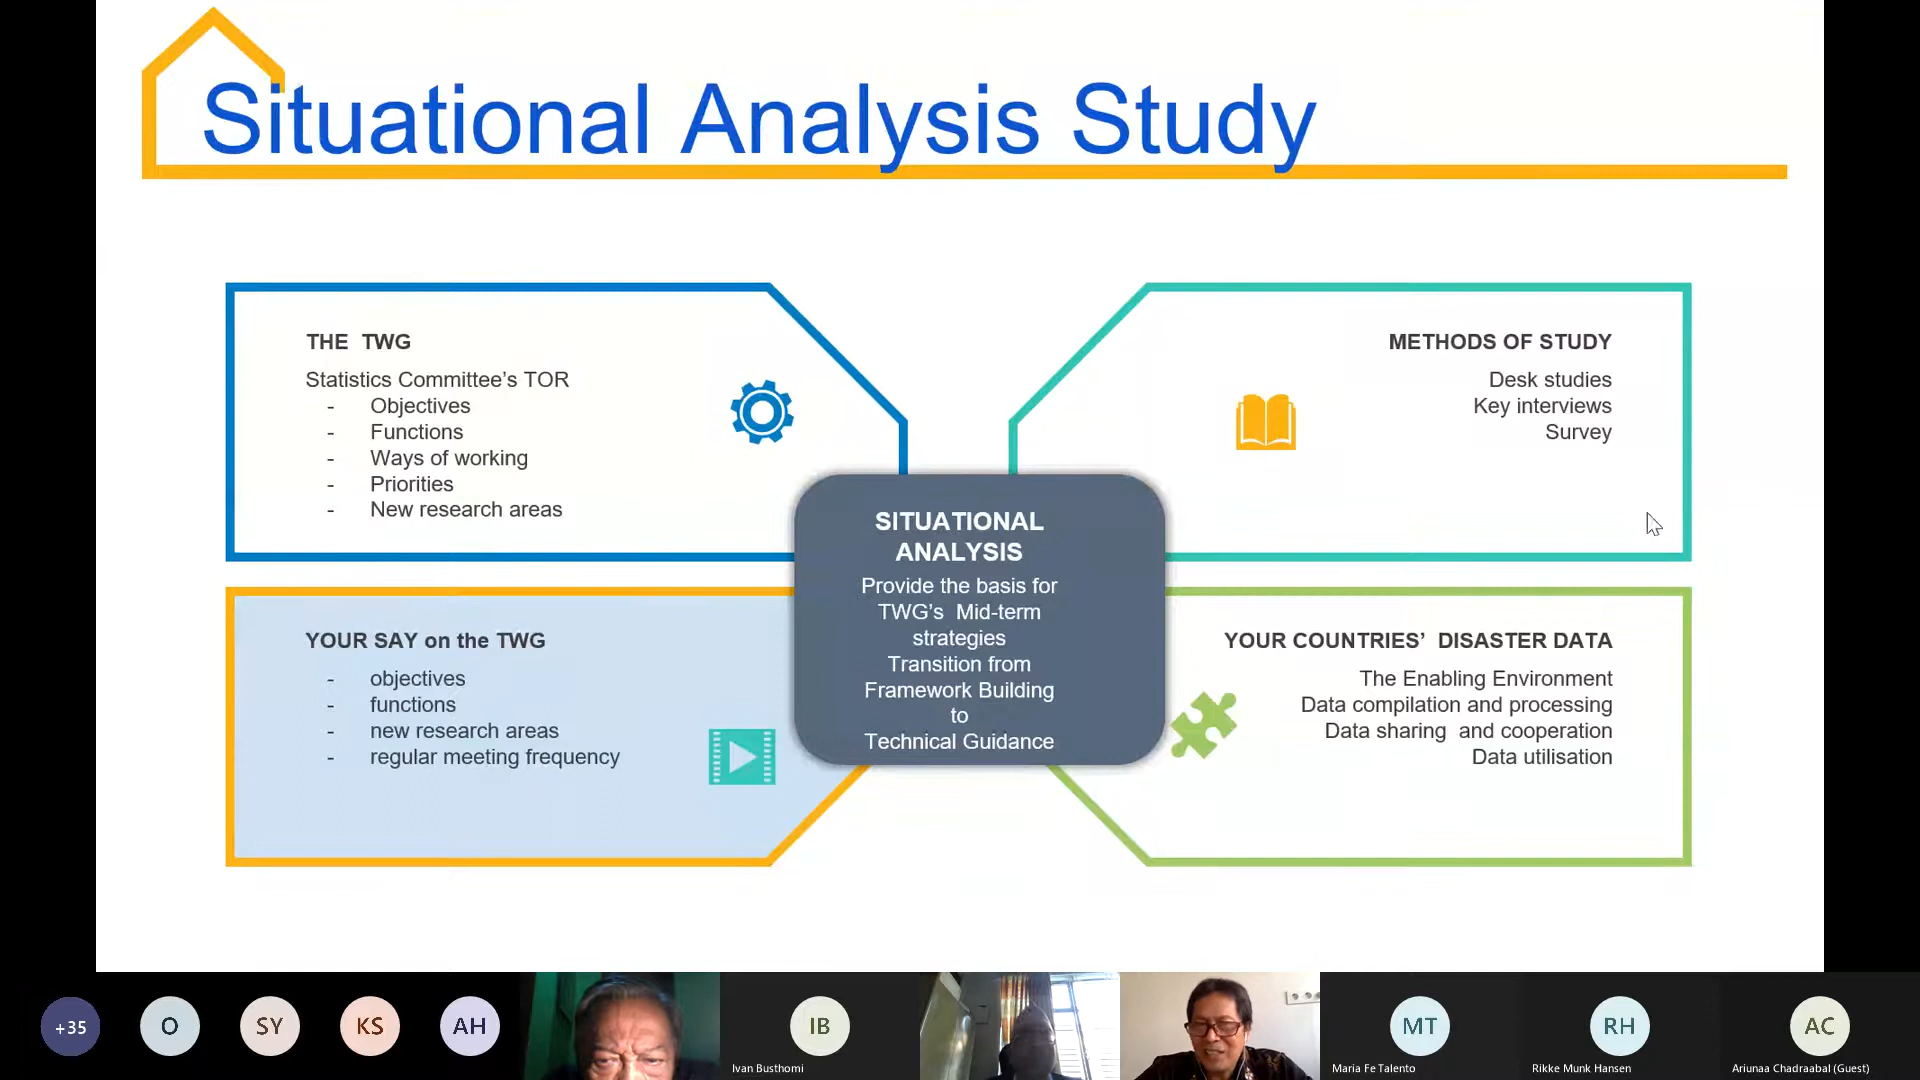 Situational Analysis Study
THE  TWG
Statistics Committee’s TOR
- Objectives
- Functions
- Ways of working
- Priorities
- New research areas
METHODS OF STUDY
Desk studies
Key interviews
Survey
SITUATIONAL
ANALYSIS
Provide the basis for
TWG’s  Mid-term
strategies
Transition from
Framework Building
to
Technical Guidance
YOUR SAY on the TWG
- objectives
- functions
- new research areas
- regular meeting frequency
YOUR COUNTRIES’  DISASTER DATA
The Enabling Environment
Data compilation and processing
Data sharing  and cooperation
Data utilisation
+35
O
SY
KS
AH
IB
Ivan Busthomi
MT
Maria Fe Talento
RH
Rikke Munk Hansen
AC
Ariunaa Chadraabal (Guest)